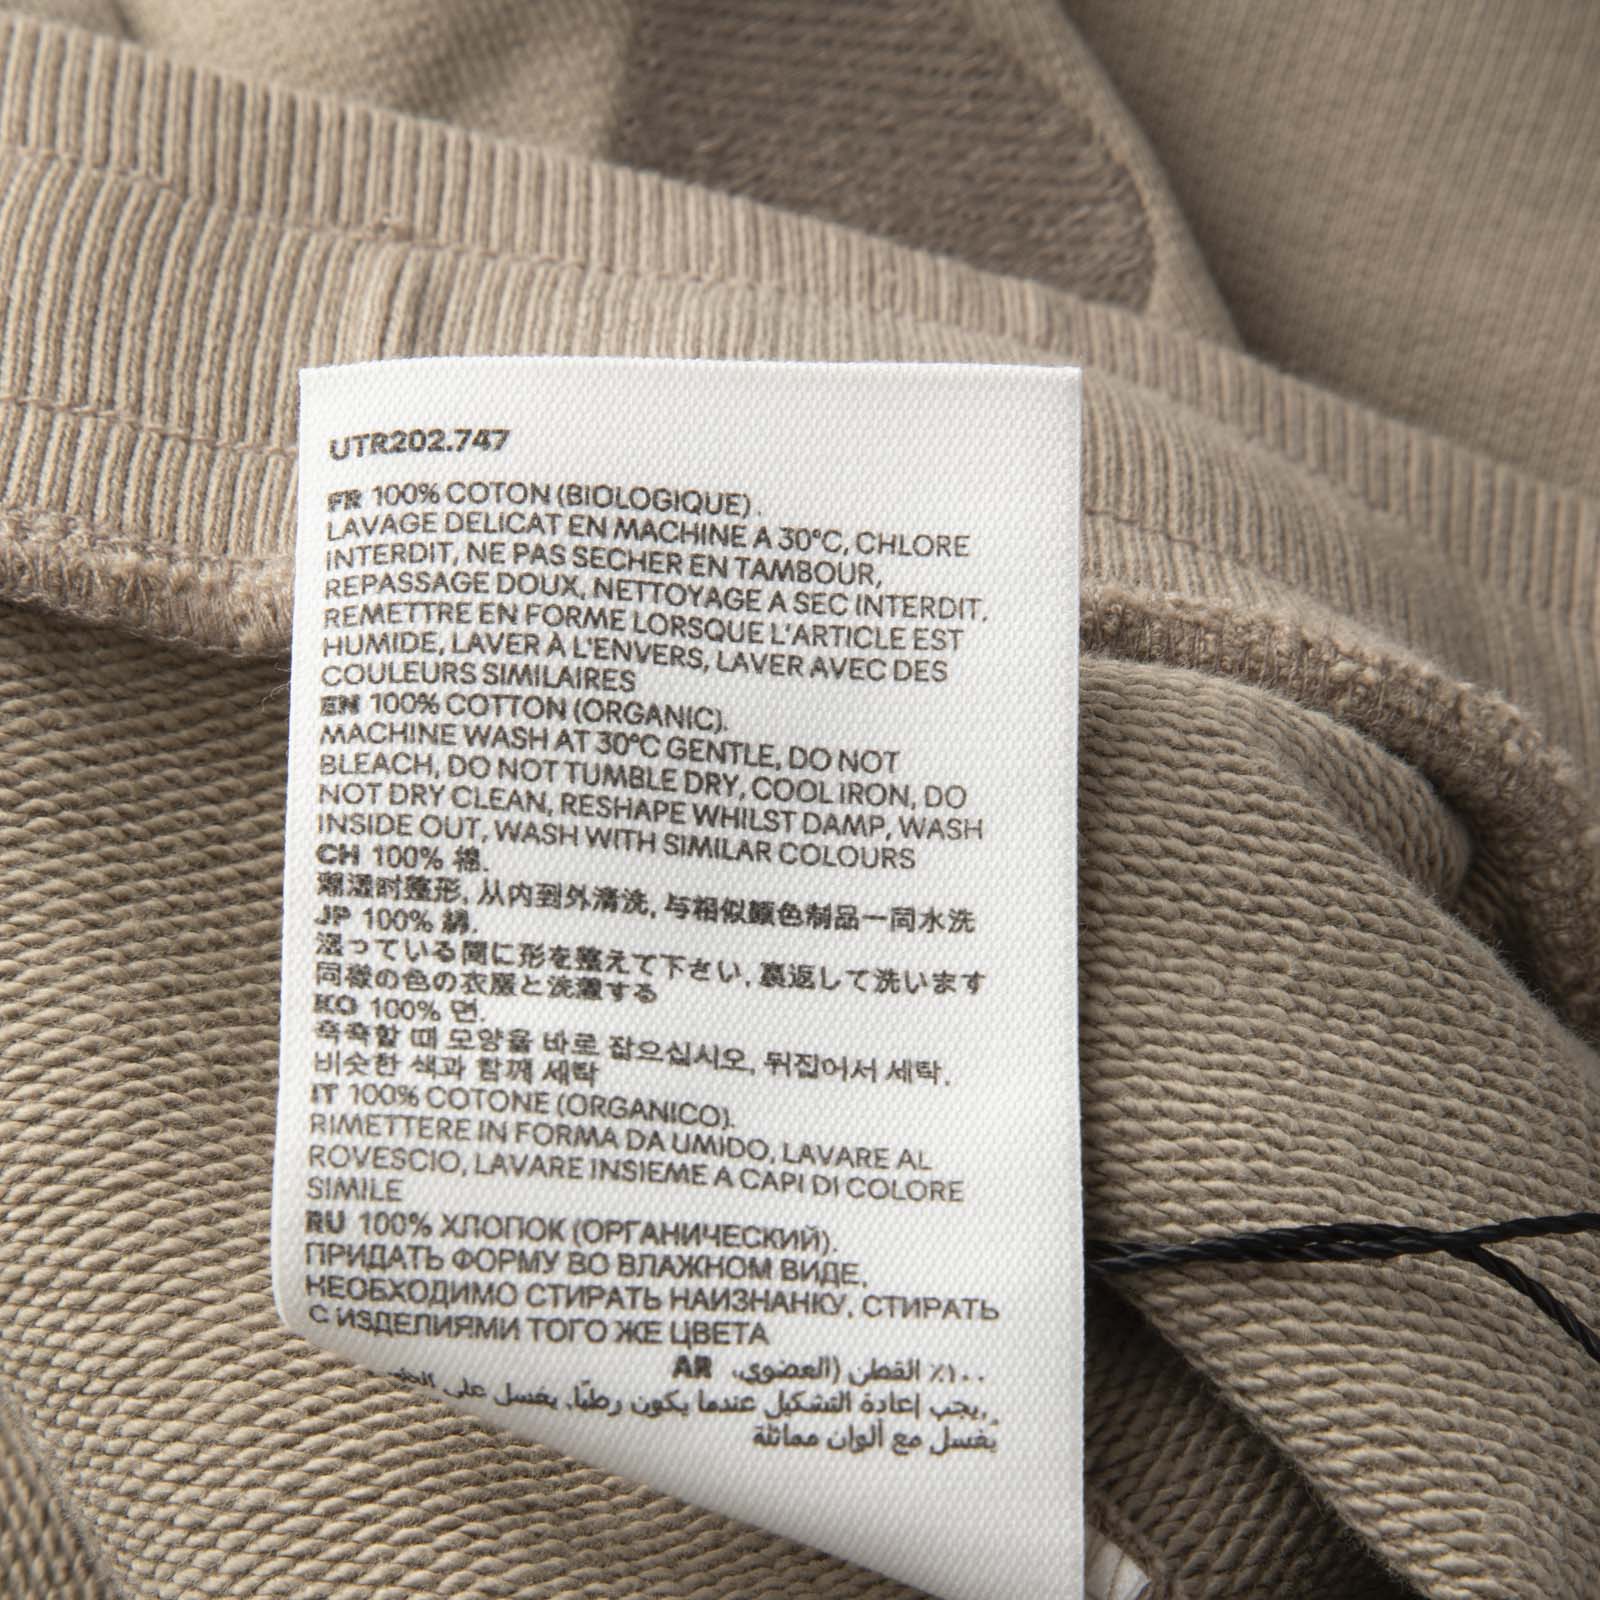 UTR202.747
FR 100% COTON (BIOLOGIQUE).
LAVAGE DELICAT EN MACHINE A 30°C, CHLORE
INTERDIT, NE PAS SECHER EN TAMBOUR,
REPASSAGE DOUX, NETTOYAGE A SEC INTERDIT.
REMETTRE EN FORME LORSQUE L'ARTICLE EST
HUMIDE, LAVER À L'ENVERS, LAVER AVEC DES
COULEURS SIMILAIRES
EN 100% COTTON (ORGANIC).
MACHINE WASH AT 30°C GENTLE, DO NOT
BLEACH, DO NOT TUMBLE DRY, COOL IRON, DO
NOT DRY CLEAN, RESHAPE WHILST DAMP, WASH
INSIDE OUT, WASH WITH SIMILAR COLOURS
CH 100% 棉.
潮湿时整形, 从内到外清洗, 与相似颜色制品一同水洗
JP 100% 綿.
湿っている間に形を整えて下さい, 裏返して洗います
同様の色の衣服と洗濯する
KO 100% 면.
축축할 때 모양을 바로 잡으십시오, 뒤집어서 세탁,
비슷한 색과 함께 세탁
IT 100% COTONE (ORGANICO).
RIMETTERE IN FORMA DA UMIDO, LAVARE AL
ROVESCIO, LAVARE INSIEME A CAPI DI COLORE
SIMILE
RU 100% ХЛОПОК (ОРГАНИЧЕСКИЙ).
ПРИДАТЬ ФОРМУ ВО ВЛАЖНОМ ВИДЕ,
НЕОБХОДИМО СТИРАТЬ НАИЗНАНКУ, СТИРАТЬ
С ИЗДЕЛИЯМИ ТОГО ЖЕ ЦВЕТА
١٠٠٪ القطن (العضوي. AR
يجب إعادة التشكيل عندما يكون رطبًا, يغسل على
يغسل مع ألوان مماثلة